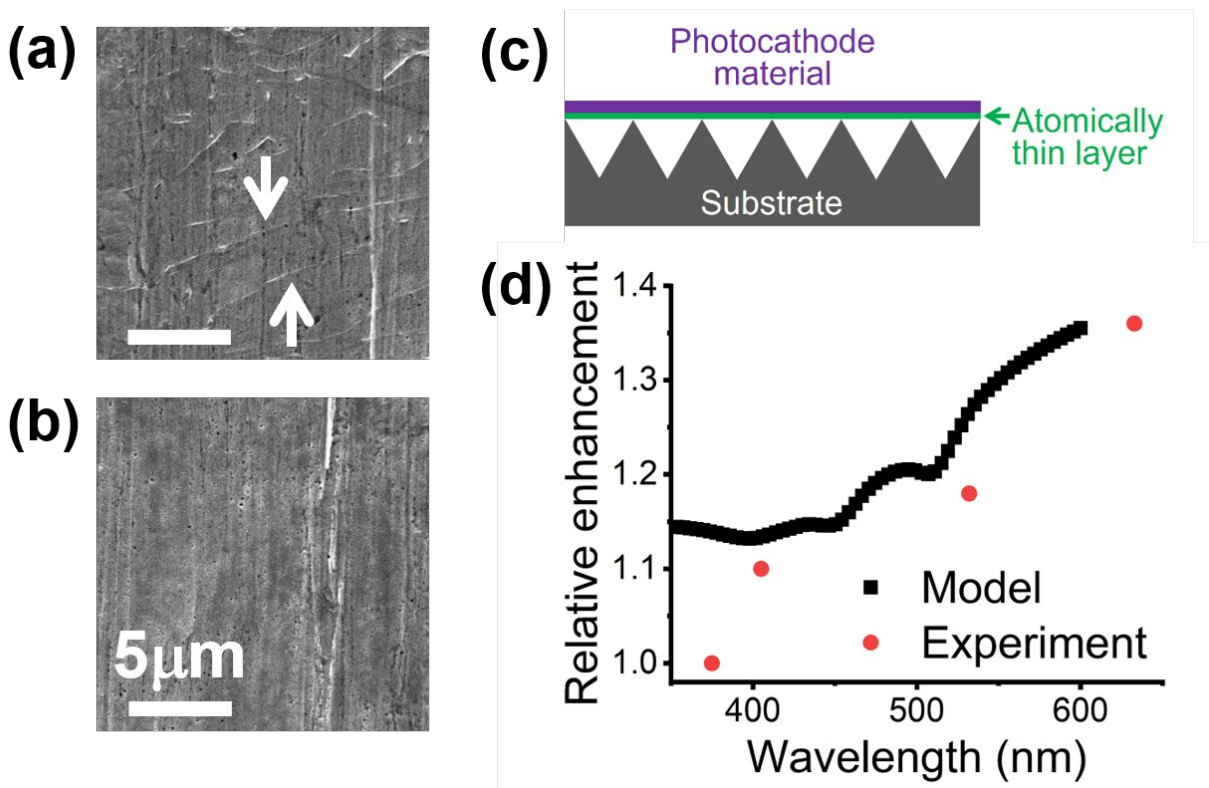 (a)
(b)
5μm
(c)
Photocathode
material
Atomically
thin layer
Substrate
(d)
Relative enhancement
1.4
1.3
1.2
1.1
1.0
Model
Experiment
400
500
600
Wavelength (nm)